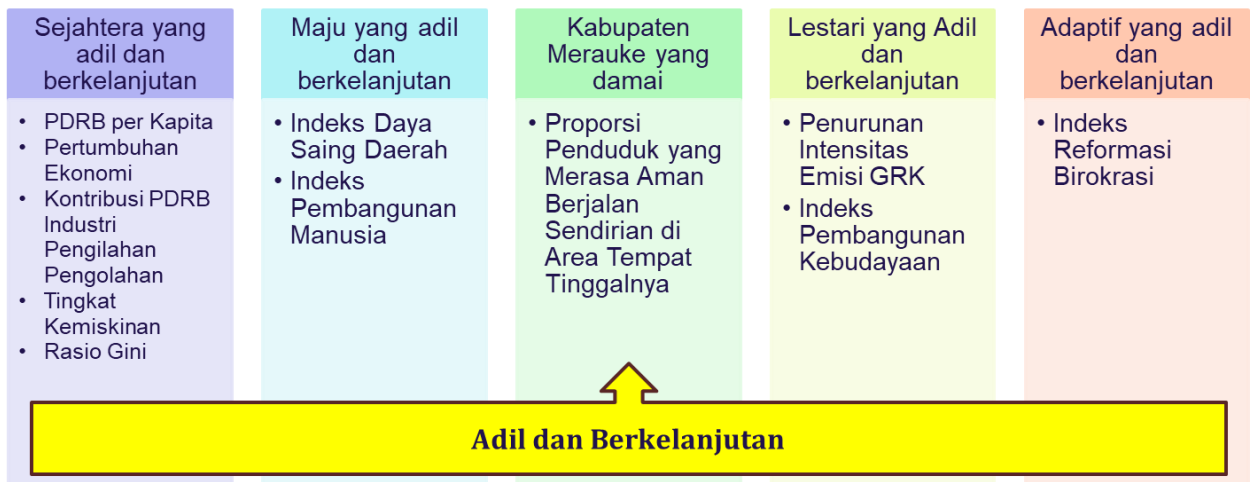 Sejahtera yang
adil dan
berkelanjutan
• PDRB per Kapita
• Pertumbuhan
Ekonomi
• Kontribusi PDRB
Industri
Pengilahan
Pengolahan
• Tingkat
Kemiskinan
• Rasio Gini
Maju yang adil
dan
berkelanjutan
• Indeks Daya
Saing Daerah
• Indeks
Pembangunan
Manusia
Kabupaten
Merauke yang
damai
• Proporsi
Penduduk yang
Merasa Aman
Berjalan
Sendirian di
Area Tempat
Tinggalnya
Lestari yang Adil
dan
berkelanjutan
• Penurunan
Intensitas
Emisi GRK
• Indeks
Pembangunan
Kebudayaan
Adaptif yang adil
dan
berkelanjutan
• Indeks
Reformasi
Birokrasi
Adil dan Berkelanjutan